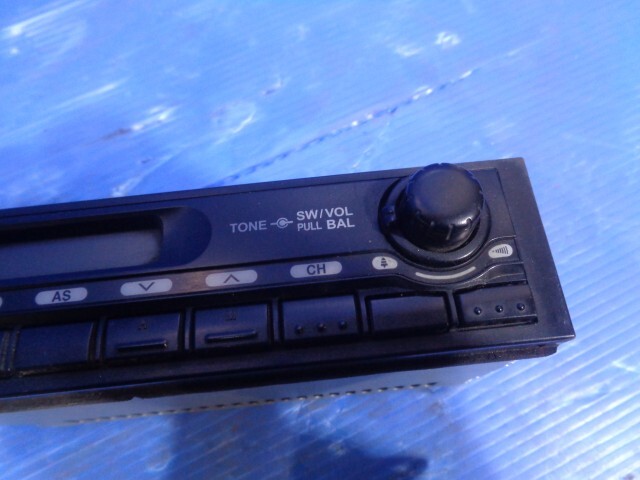 TONE SW/VOL
PULL BAL
AS CH